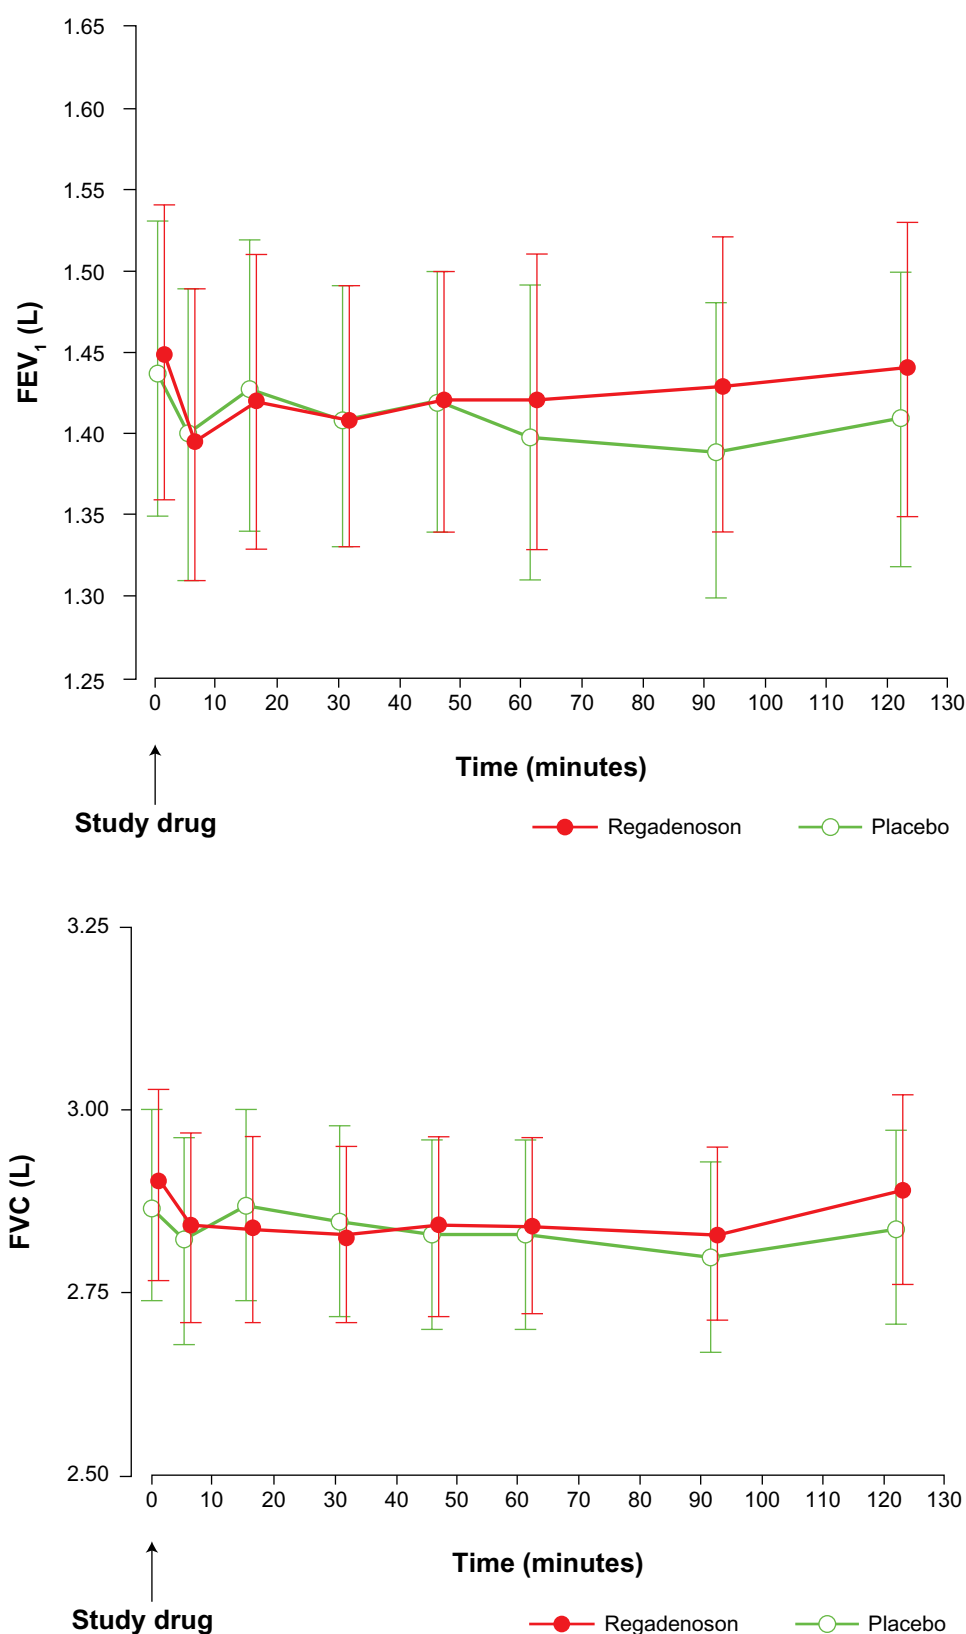 1.65
1.60
1.55
1.50
1.45
1.40
1.35
1.30
1.25
FEV1 (L)
0 10 20 30 40 50 60 70 80 90 100 110 120 130
Time (minutes)
Study drug
Regadenoson Placebo
3.25
3.00
2.75
2.50
FVC (L)
0 10 20 30 40 50 60 70 80 90 100 110 120 130
Time (minutes)
Study drug
Regadenoson Placebo